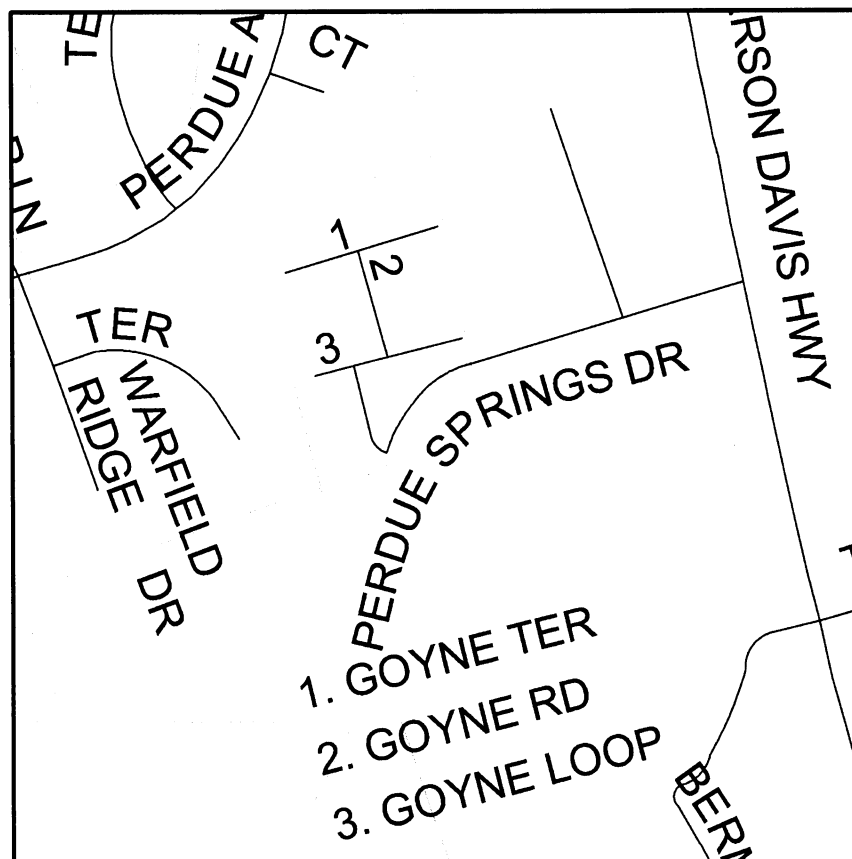 TE
PERDUE A
CT
RSON DAVIS HWY
1
2
3
TER
WARFIELD
RIDGE
DR
PERDUE SPRINGS DR
1. GOYNE TER
2. GOYNE RD
3. GOYNE LOOP
BERM